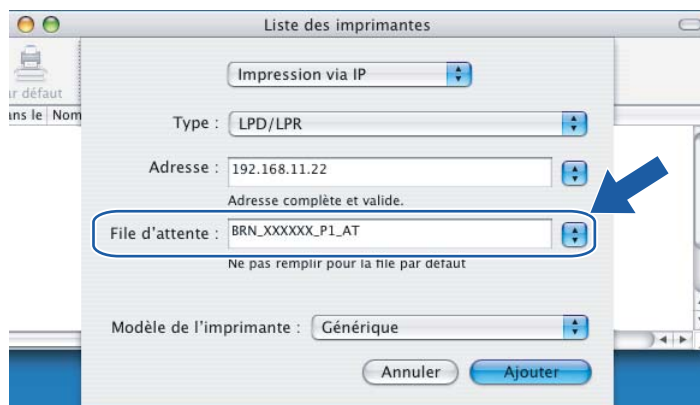 Liste des imprimantes
Impression via IP
r défaut
ans le Nom
Type : LPD/LPR
Adresse : 192.168.11.22
Adresse complète et valide.
File d'attente : BRN_XXXXXX_P1_AT
Ne pas remplir pour la file par défaut
Modèle de l'imprimante : Générique
Annuler Ajouter